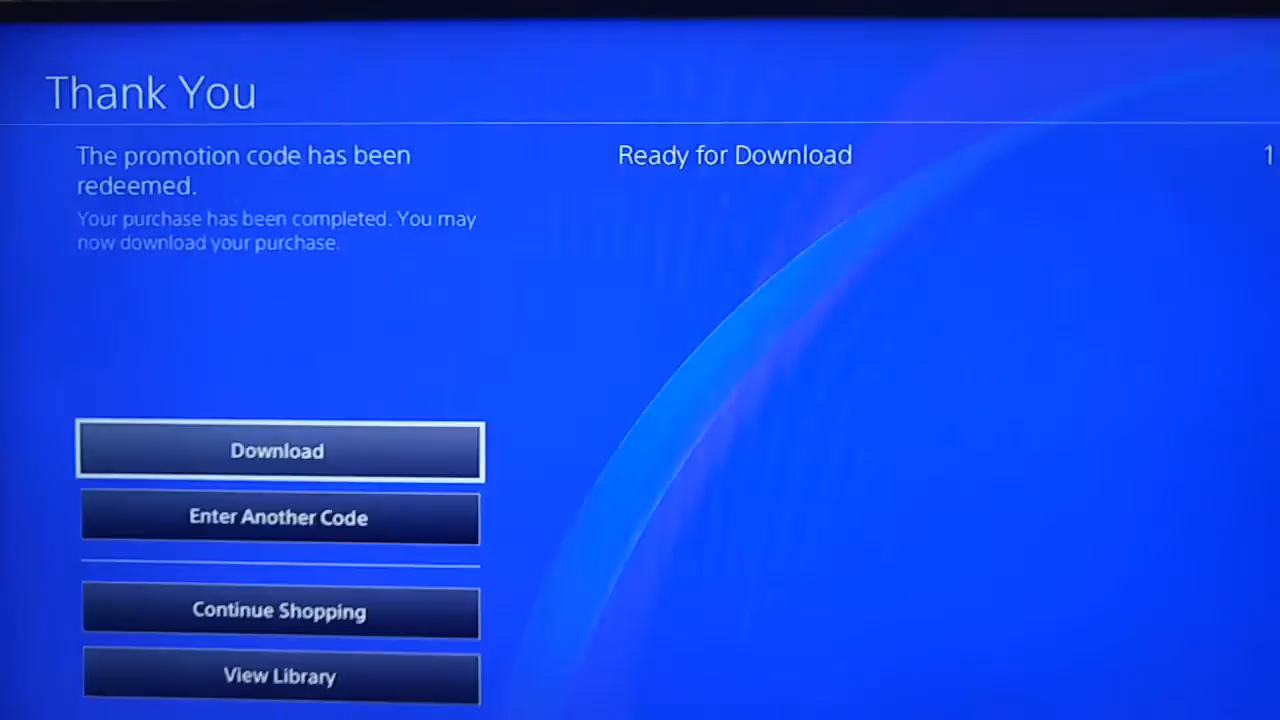 Thank You
The promotion code has been
redeemed.
Your purchase has been completed. You may
now download your purchase.
Ready for Download 1
Download
Enter Another Code
Continue Shopping
View Library